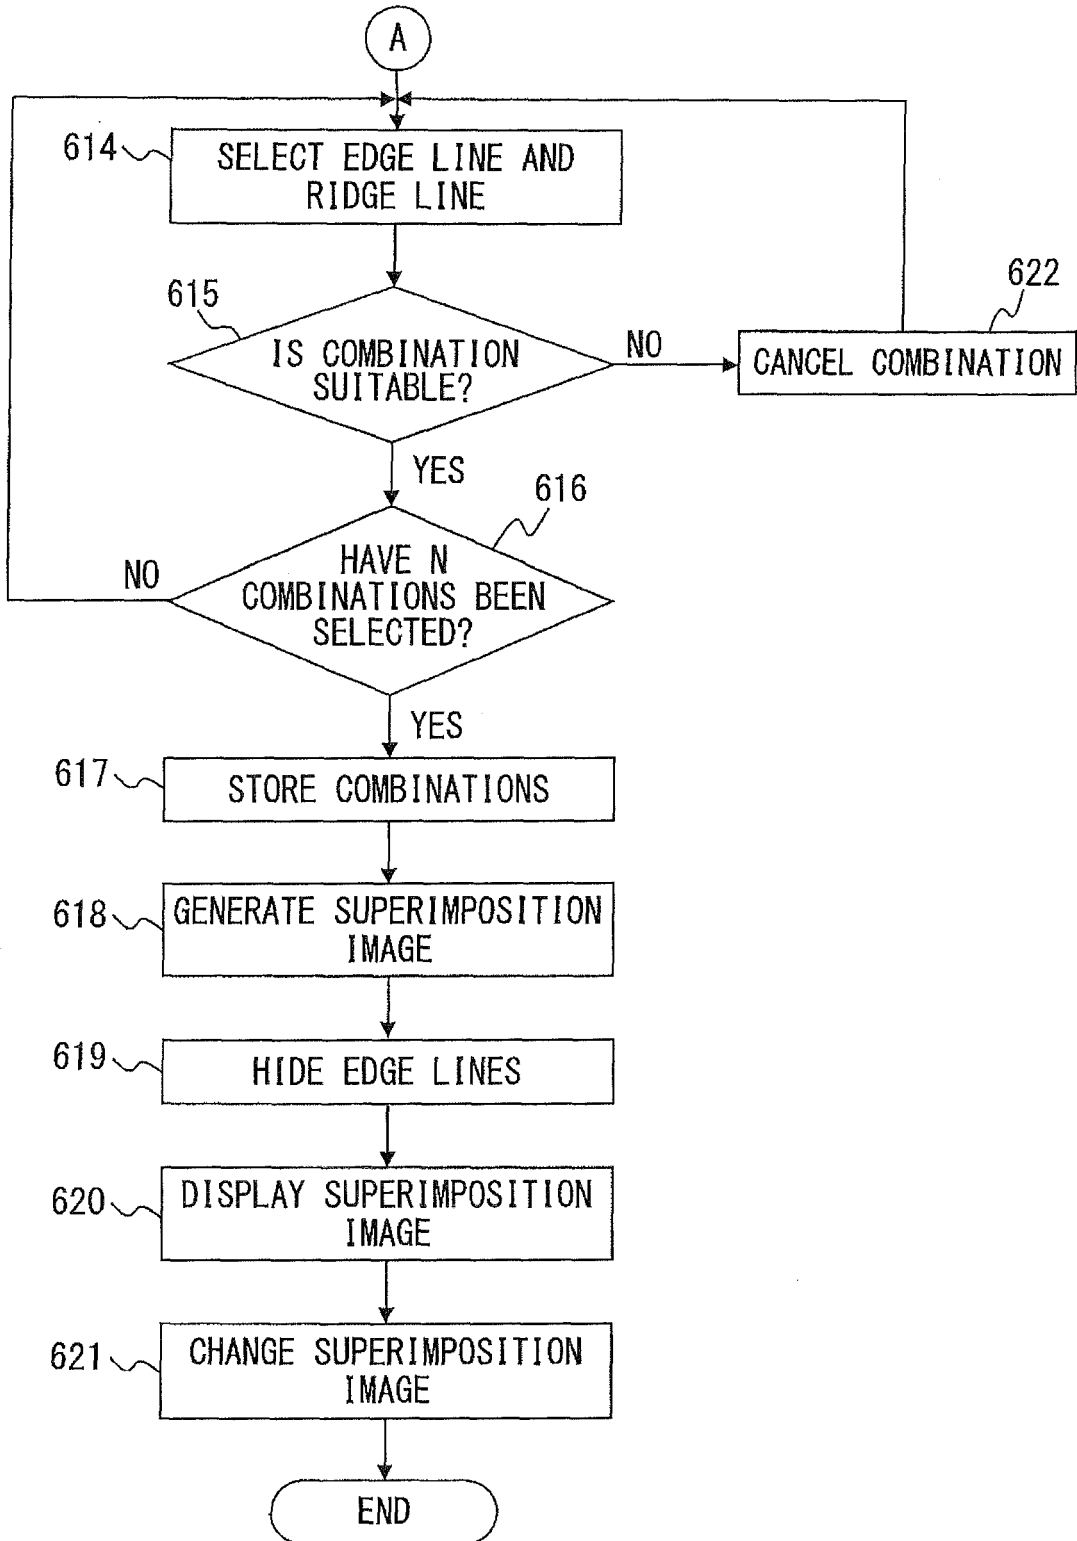 A
614
SELECT EDGE LINE AND
RIDGE LINE
615
IS COMBINATION
SUITABLE?
NO
622
CANCEL COMBINATION
YES
616
HAVE N
COMBINATIONS BEEN
SELECTED?
NO
YES
617
STORE COMBINATIONS
618
GENERATE SUPERIMPOSITION
IMAGE
619
HIDE EDGE LINES
620
DISPLAY SUPERIMPOSITION
IMAGE
621
CHANGE SUPERIMPOSITION
IMAGE
END